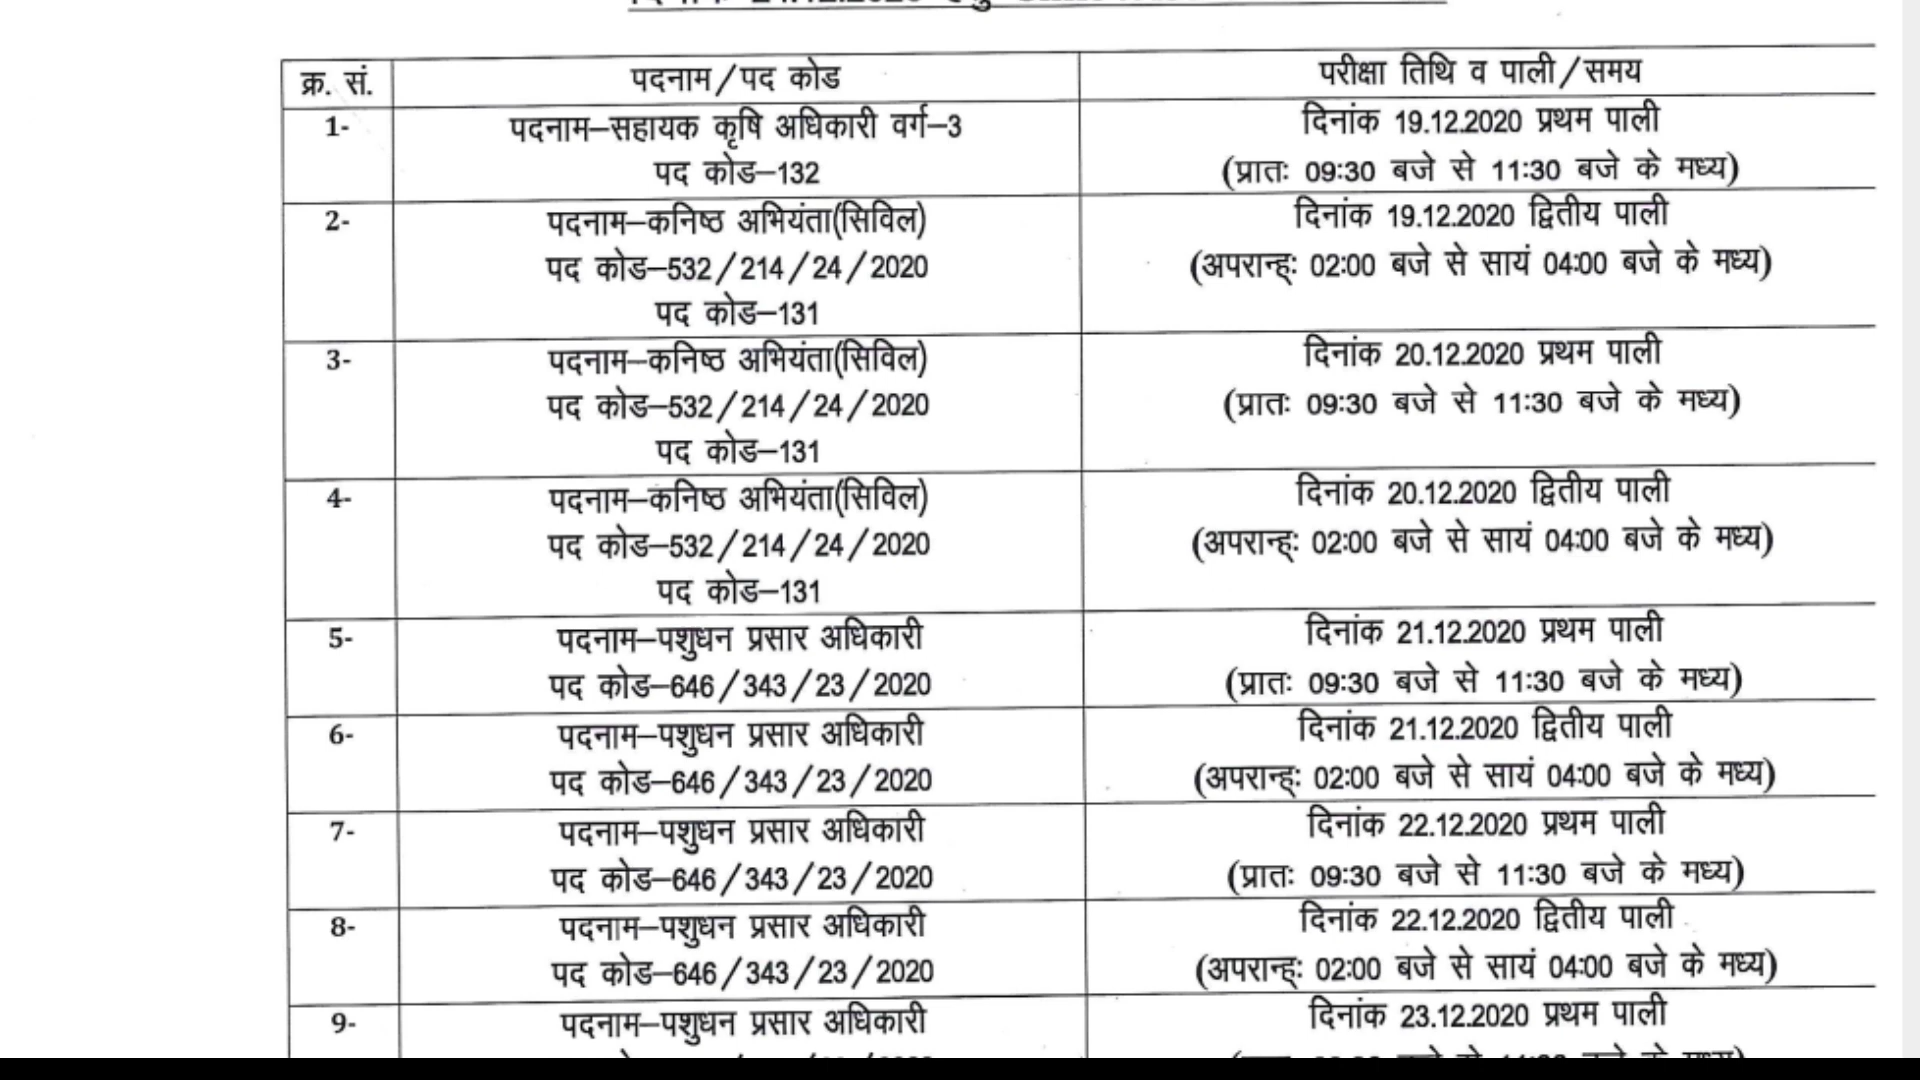 क्र. सं. पदनाम/पद कोड परीक्षा तिथि व पाली/समय
1- पदनाम–सहायक कृषि अधिकारी वर्ग–3 दिनांक 19.12.2020 प्रथम पाली
पद कोड–132 (प्रातः 09:30 बजे से 11:30 बजे के मध्य)
2- पदनाम–कनिष्ठ अभियंता(सिविल) दिनांक 19.12.2020 द्वितीय पाली
पद कोड–532/214/24/2020 (अपरान्ह्: 02:00 बजे से सायं 04:00 बजे के मध्य)
पद कोड–131
3- पदनाम–कनिष्ठ अभियंता(सिविल) दिनांक 20.12.2020 प्रथम पाली
पद कोड–532/214/24/2020 (प्रातः 09:30 बजे से 11:30 बजे के मध्य)
पद कोड–131
4- पदनाम–कनिष्ठ अभियंता(सिविल) दिनांक 20.12.2020 द्वितीय पाली
पद कोड–532/214/24/2020 (अपरान्ह्: 02:00 बजे से सायं 04:00 बजे के मध्य)
पद कोड–131
5- पदनाम–पशुधन प्रसार अधिकारी दिनांक 21.12.2020 प्रथम पाली
पद कोड–646/343/23/2020 (प्रातः 09:30 बजे से 11:30 बजे के मध्य)
6- पदनाम–पशुधन प्रसार अधिकारी दिनांक 21.12.2020 द्वितीय पाली
पद कोड–646/343/23/2020 (अपरान्ह्: 02:00 बजे से सायं 04:00 बजे के मध्य)
7- पदनाम–पशुधन प्रसार अधिकारी दिनांक 22.12.2020 प्रथम पाली
पद कोड–646/343/23/2020 (प्रातः 09:30 बजे से 11:30 बजे के मध्य)
8- पदनाम–पशुधन प्रसार अधिकारी दिनांक 22.12.2020 द्वितीय पाली
पद कोड–646/343/23/2020 (अपरान्ह्: 02:00 बजे से सायं 04:00 बजे के मध्य)
9- पदनाम–पशुधन प्रसार अधिकारी दिनांक 23.12.2020 प्रथम पाली